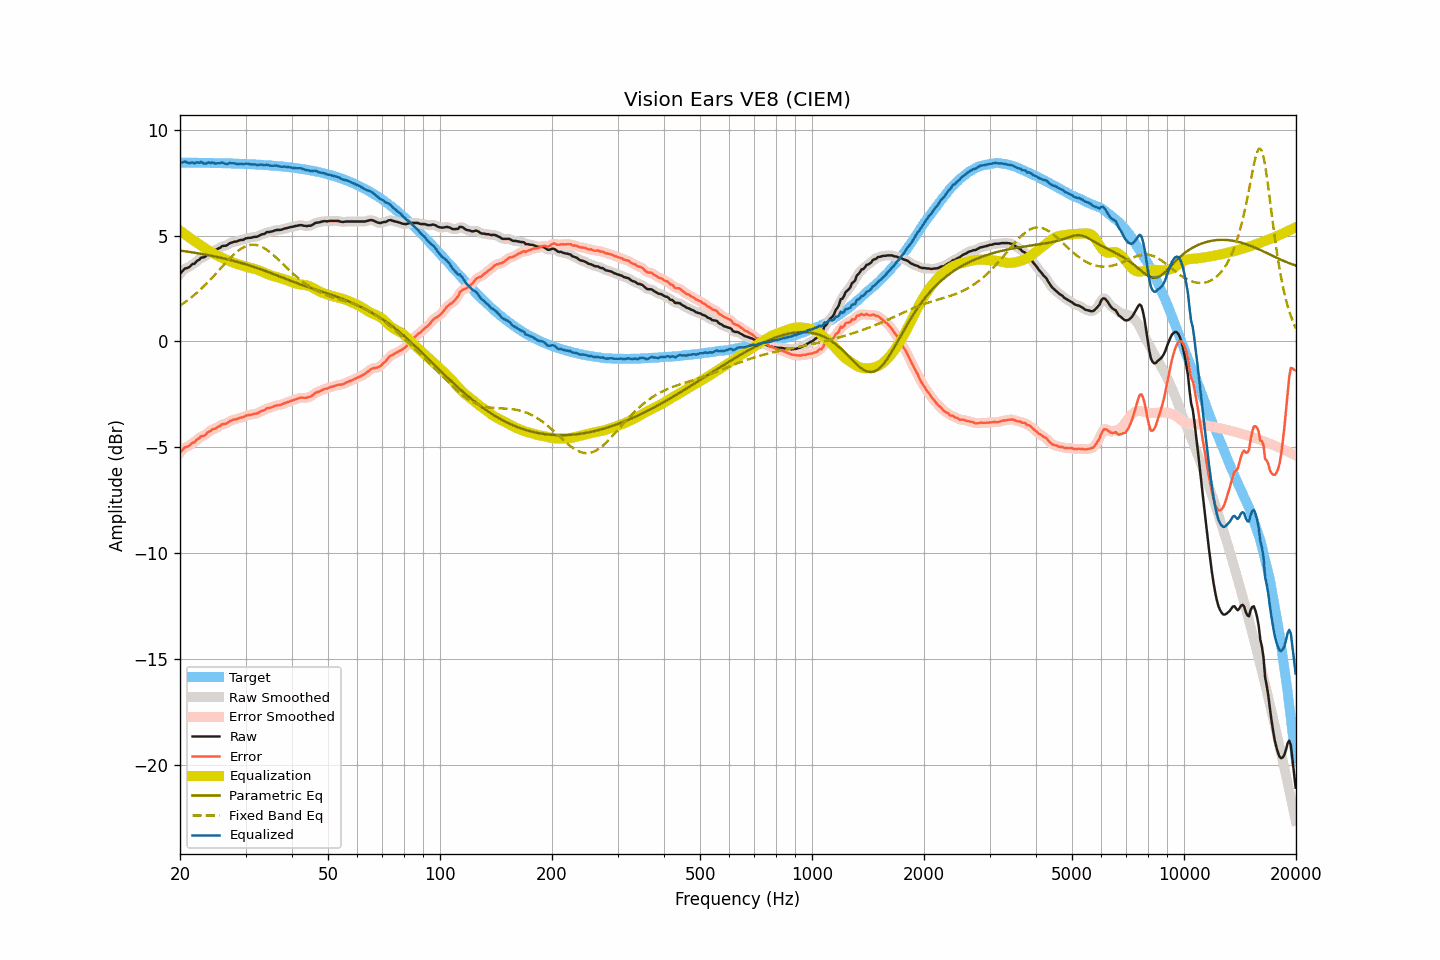 Vision Ears VE8 (CIEM)
10
5
0
−5
−10
−15
−20
Amplitude (dBr)
Target
Raw Smoothed
Error Smoothed
Raw
Error
Equalization
Parametric Eq
Fixed Band Eq
Equalized
20 50 100 200 500 1000 2000 5000 10000 20000
Frequency (Hz)